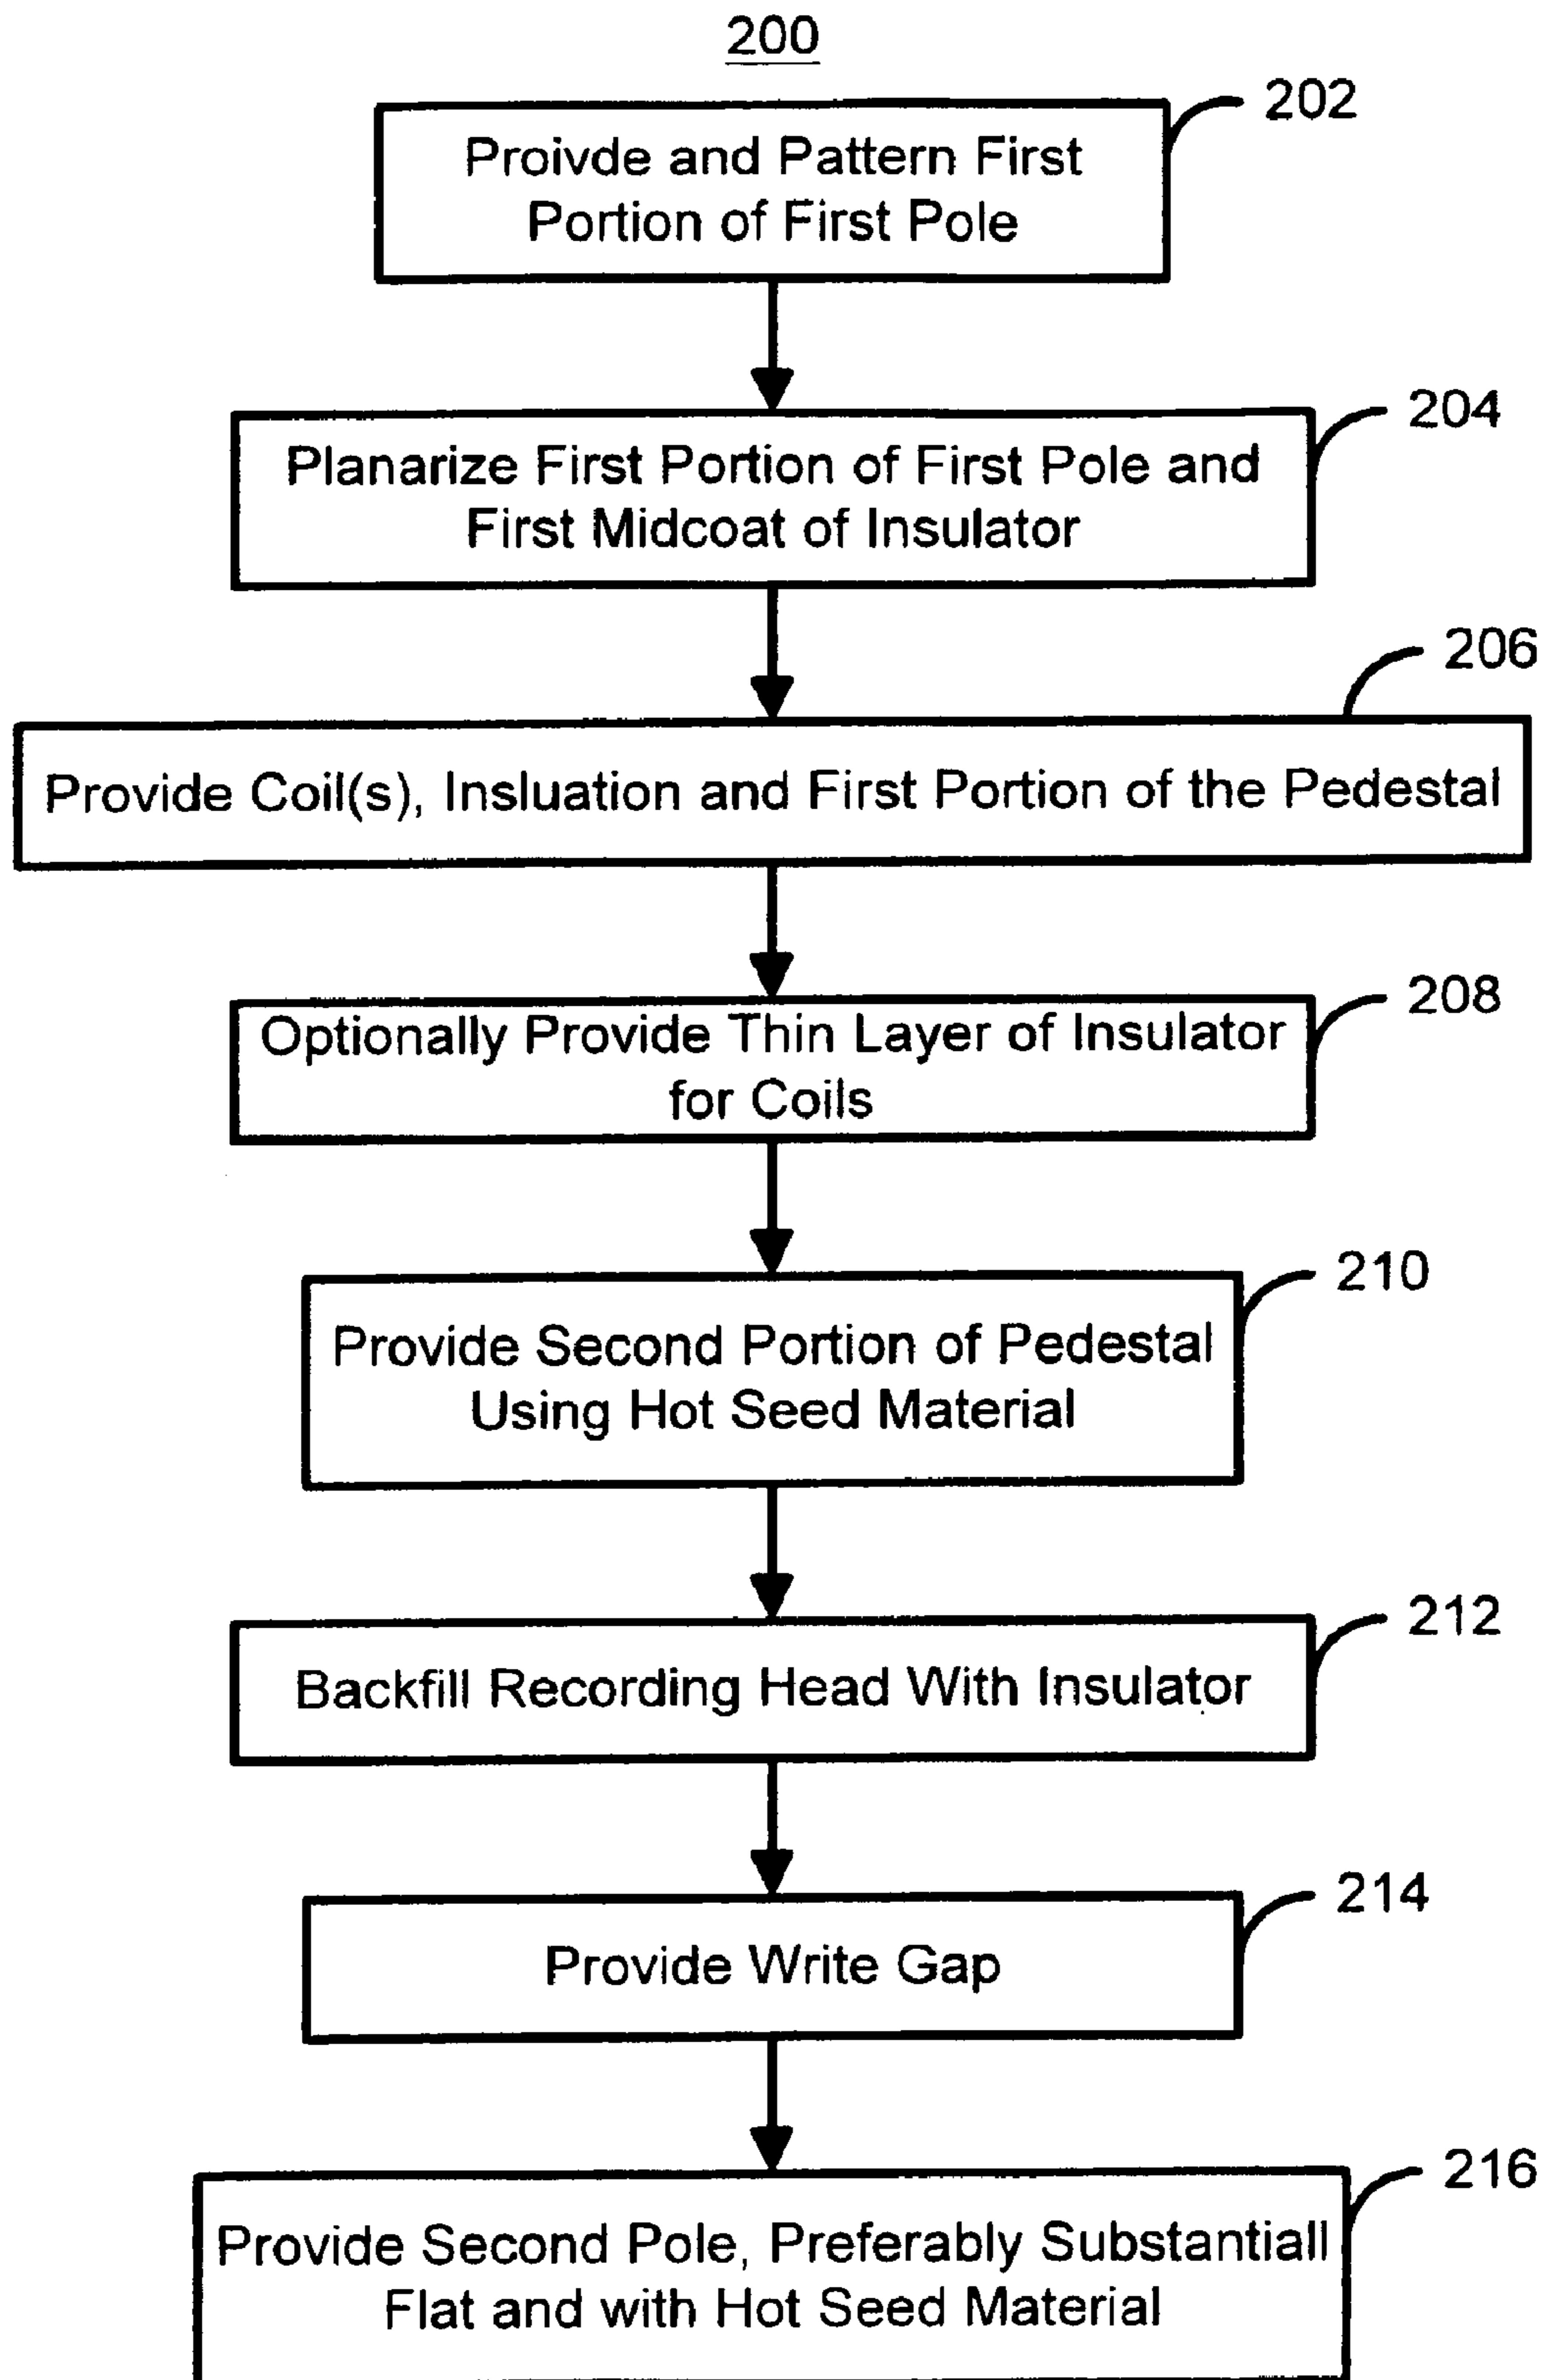 200
202
Proivde and Pattern First
Portion of First Pole
204
Planarize First Portion of First Pole and
First Midcoat of Insulator
206
Provide Coil(s), Insluation and First Portion of the Pedestal
208
Optionally Provide Thin Layer of Insulator
for Coils
210
Provide Second Portion of Pedestal
Using Hot Seed Material
212
Backfill Recording Head With Insulator
214
Provide Write Gap
216
Provide Second Pole, Preferably Substantiall
Flat and with Hot Seed Material